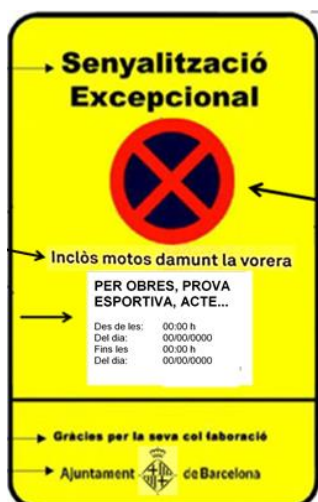 Senyalització
Excepcional
Inclòs motos damunt la vorera
PER OBRES, PROVA
ESPORTIVA, ACTE...
Des de les: 00:00 h
Del dia: 00/00/0000
Fins les 00:00 h
Del dia: 00/00/0000
Gràcies per la seva col·laboració
Ajuntament de Barcelona